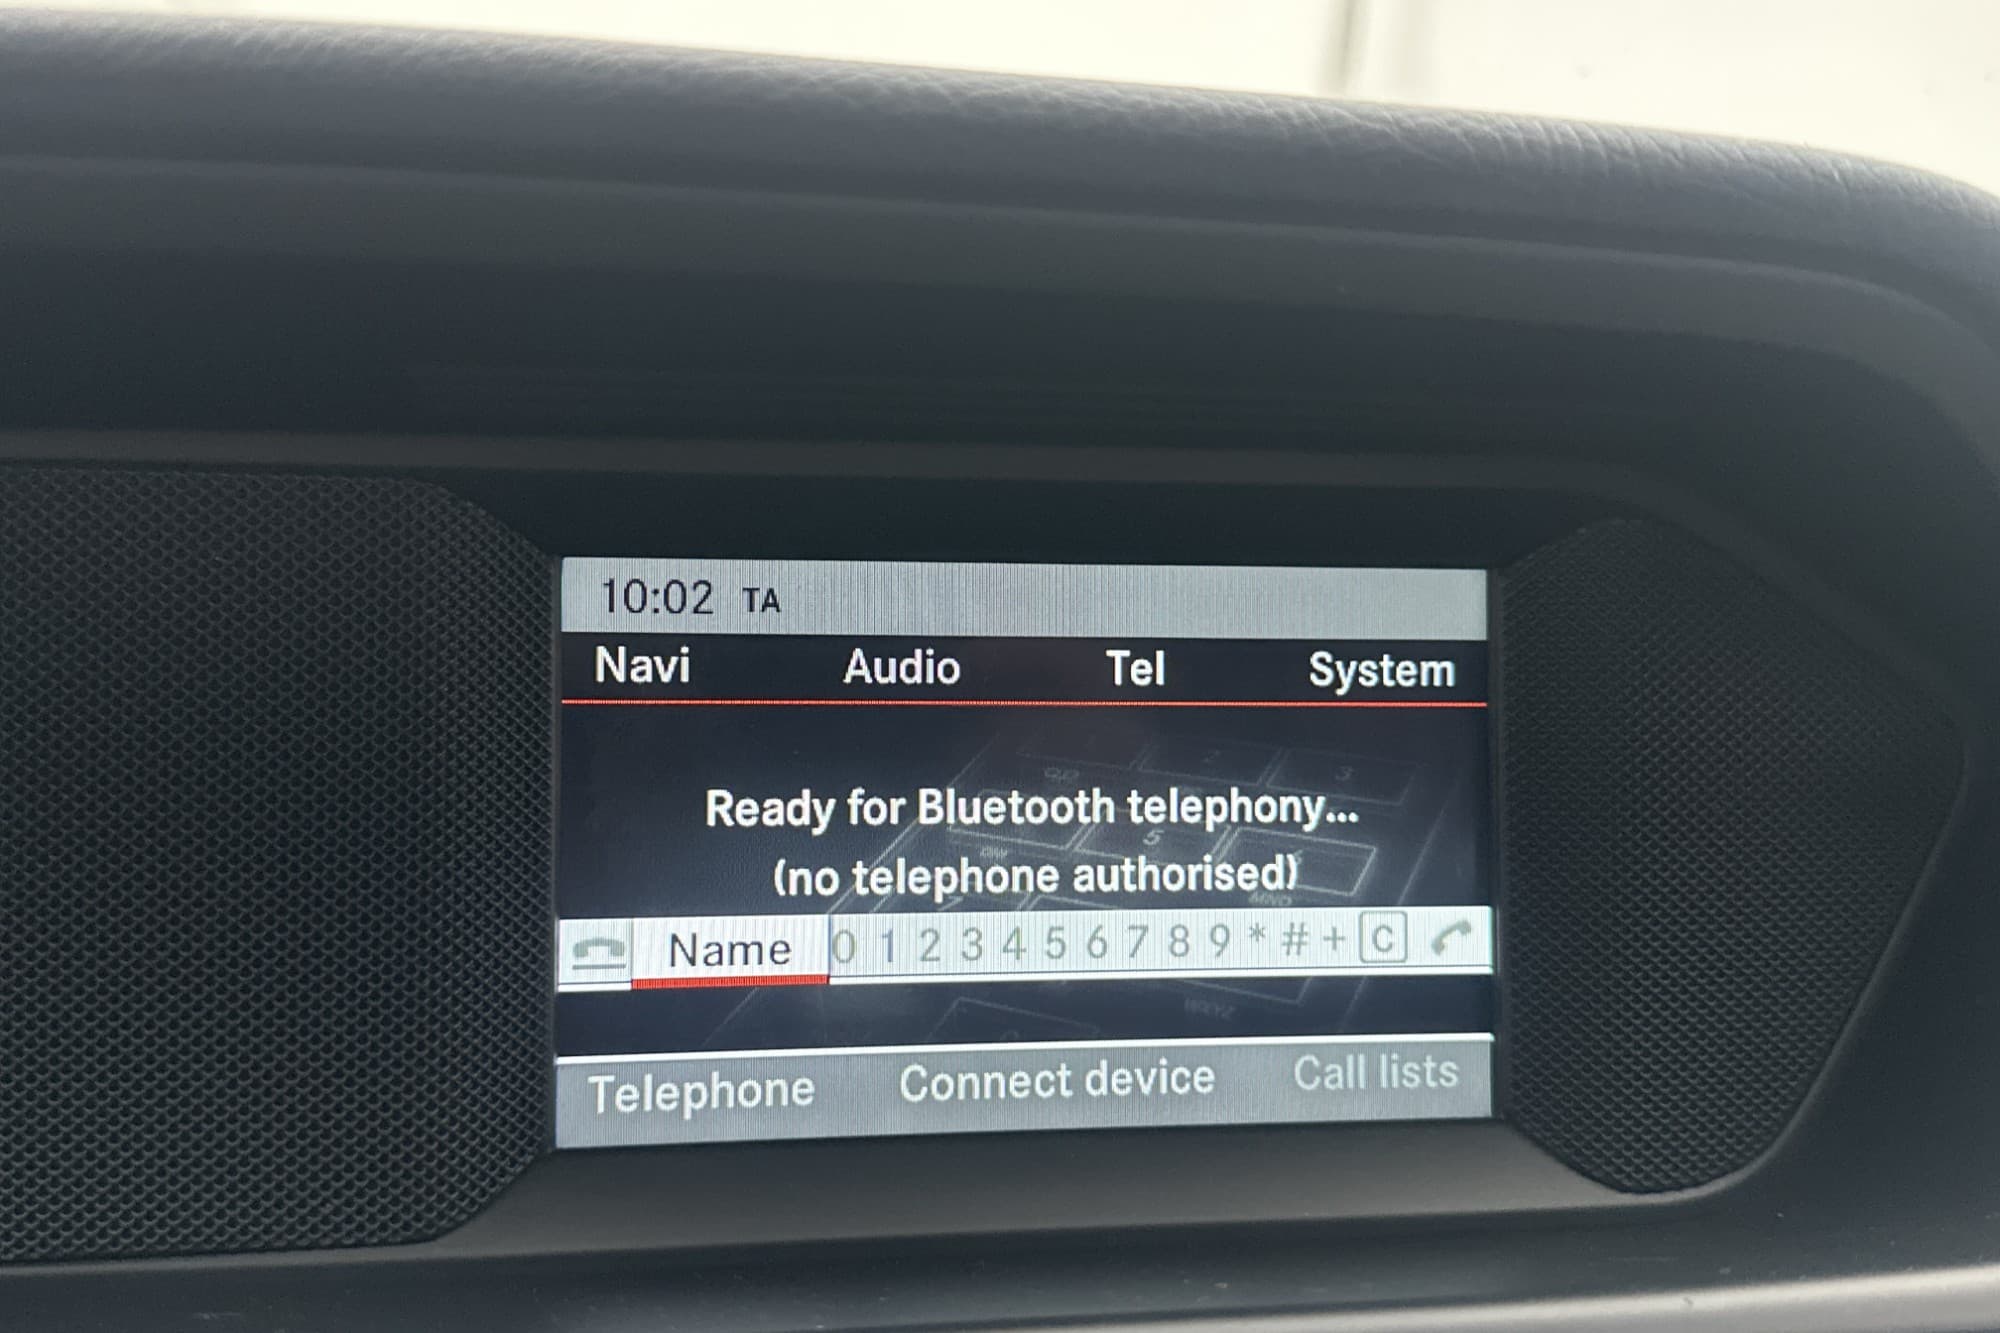 10:02 TA
Navi Audio Tel System
Ready for Bluetooth telephony...
(no telephone authorised)
Name 0 1 2 3 4 5 6 7 8 9 * # + C
Telephone Connect device Call lists